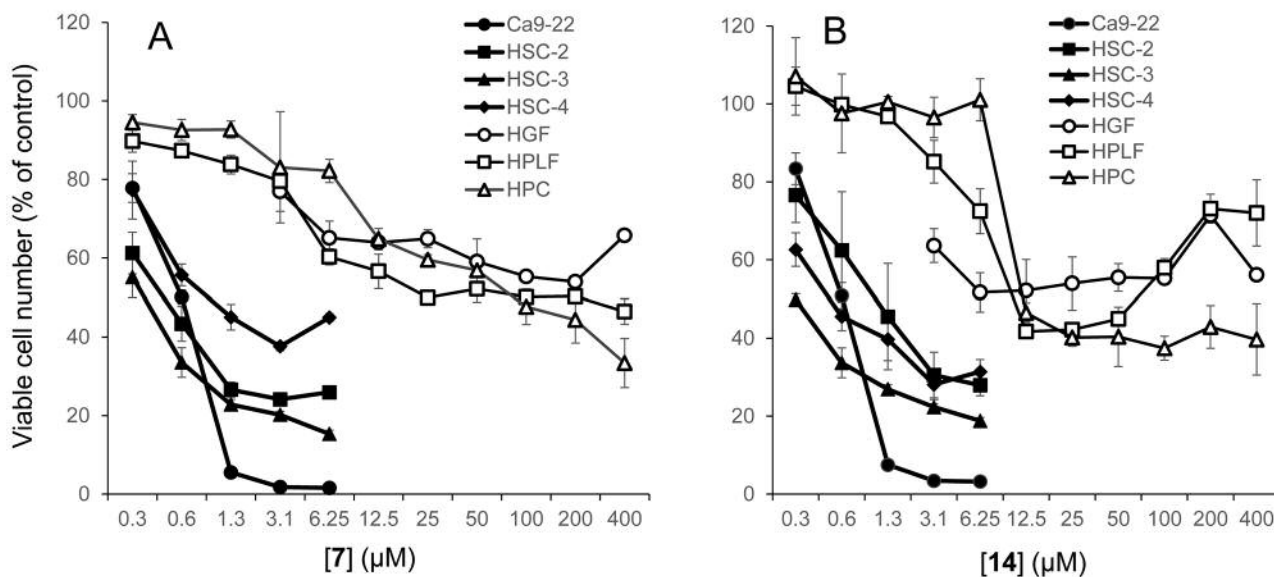 A
Ca9-22
HSC-2
HSC-3
HSC-4
HGF
HPLF
HPC
Viable cell number (% of control)
120
100
80
60
40
20
0
0.3 0.6 1.3 3.1 6.25 12.5 25 50 100 200 400
[7] (µM)
B
Ca9-22
HSC-2
HSC-3
HSC-4
HGF
HPLF
HPC
120
100
80
60
40
20
0
0.3 0.6 1.3 3.1 6.25 12.5 25 50 100 200 400
[14] (µM)